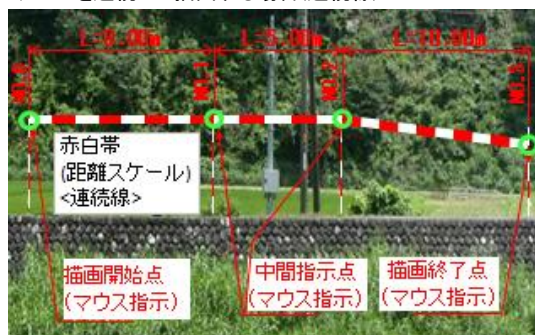 L=5.00m
L=10.00m
NO.0
NO.1
NO.2
NO.3
赤白帯
(距離スケール)
<連続線>
描画開始点
(マウス指示)
中間指示点
(マウス指示)
描画終了点
(マウス指示)